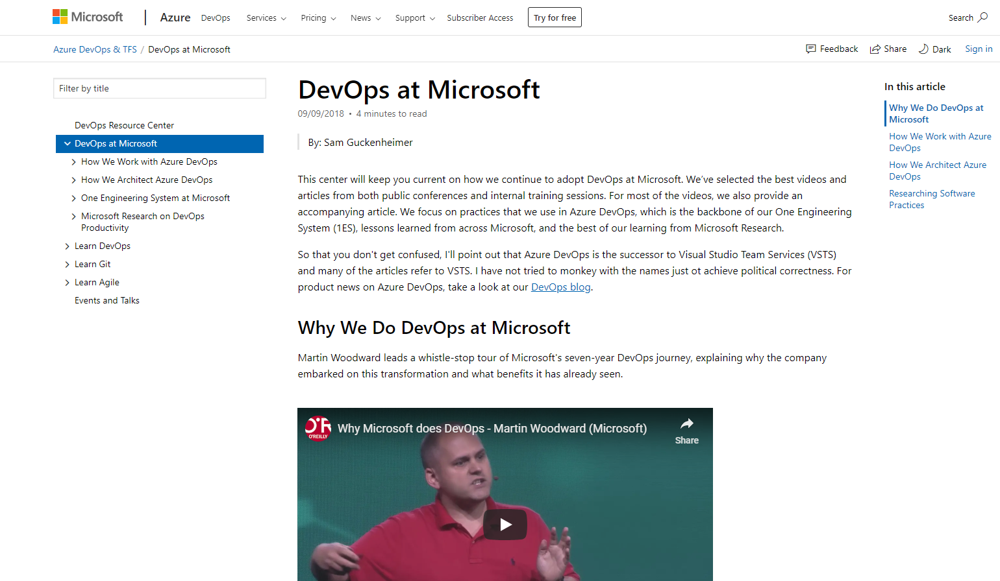 Microsoft
Azure
DevOps
Services
Pricing
News
Support
Subscriber Access
Try for free
Search
Azure DevOps & TFS / DevOps at Microsoft
Feedback
Share
Dark
Sign in
Filter by title
DevOps Resource Center
DevOps at Microsoft
How We Work with Azure DevOps
How We Architect Azure DevOps
One Engineering System at Microsoft
Microsoft Research on DevOps
Productivity
Learn DevOps
Learn Git
Learn Agile
Events and Talks
DevOps at Microsoft
09/09/2018 • 4 minutes to read
By: Sam Guckenheimer
This center will keep you current on how we continue to adopt DevOps at Microsoft. We’ve selected the best videos and
articles from both public conferences and internal training sessions. For most of the videos, we also provide an
accompanying article. We focus on practices that we use in Azure DevOps, which is the backbone of our One Engineering
System (1ES), lessons learned from across Microsoft, and the best of our learning from Microsoft Research.
So that you don't get confused, I'll point out that Azure DevOps is the successor to Visual Studio Team Services (VSTS)
and many of the articles refer to VSTS. I have not tried to monkey with the names just ot achieve political correctness. For
product news on Azure DevOps, take a look at our DevOps blog.
Why We Do DevOps at Microsoft
Martin Woodward leads a whistle-stop tour of Microsoft's seven-year DevOps journey, explaining why the company
embarked on this transformation and what benefits it has already seen.
O'R
O'REILLY
Why Microsoft does DevOps - Martin Woodward (Microsoft)
Share
In this article
Why We Do DevOps at
Microsoft
How We Work with Azure
DevOps
How We Architect Azure
DevOps
Researching Software
Practices